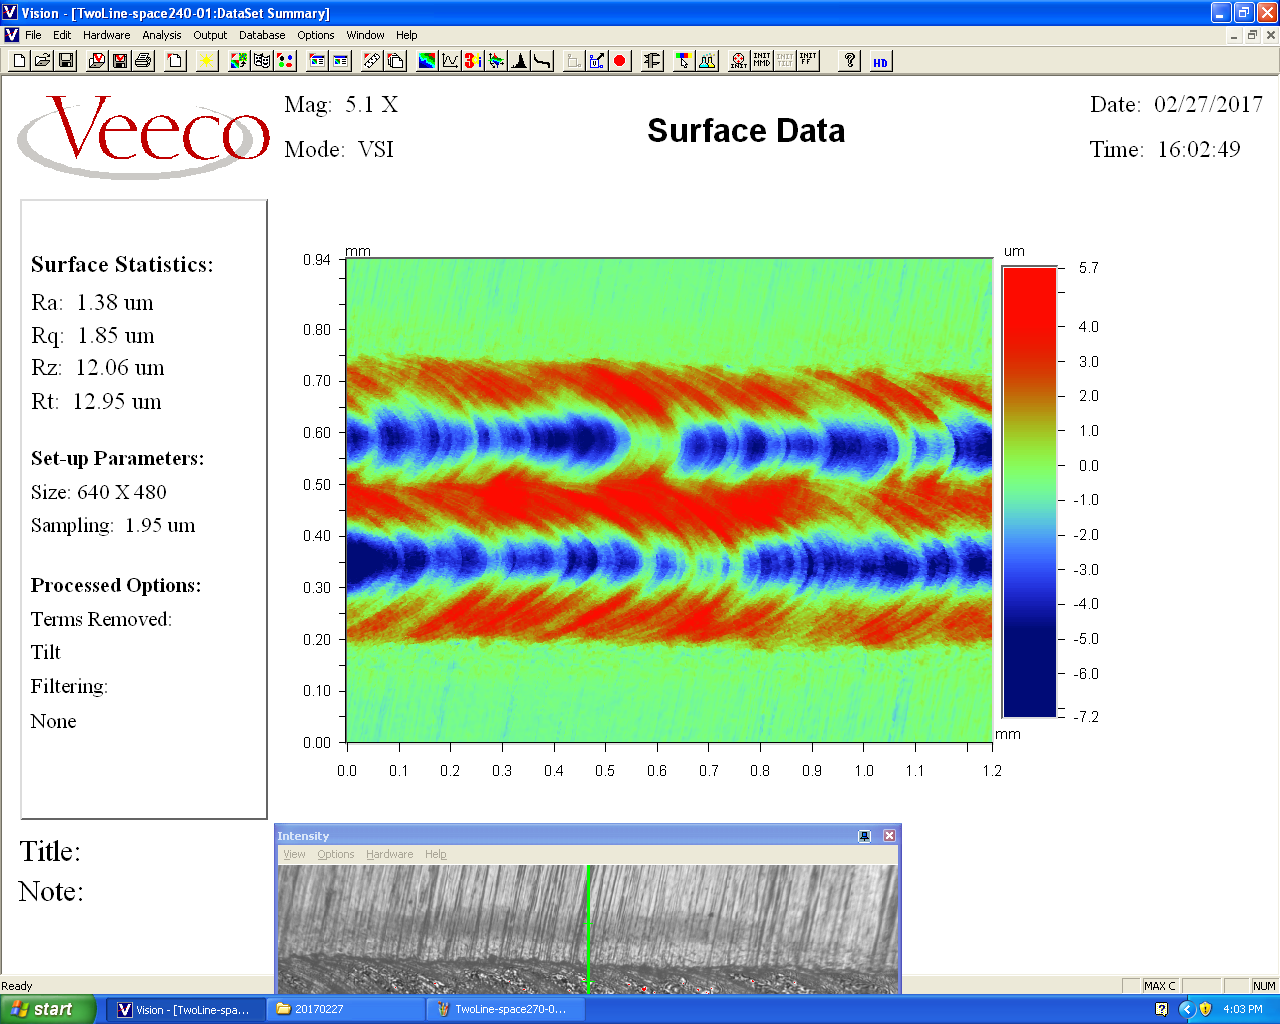 Vision - [TwoLine-space240-01:DataSet Summary]
File Edit Hardware Analysis Output Database Options Window Help
INIT INIT MMD INIT TILT INIT FF ? HD
Veeco
Mag: 5.1 X
Mode: VSI
Surface Data
Date: 02/27/2017
Time: 16:02:49
Surface Statistics:
Ra: 1.38 um
Rq: 1.85 um
Rz: 12.06 um
Rt: 12.95 um
Set-up Parameters:
Size: 640 X 480
Sampling: 1.95 um
Processed Options:
Terms Removed:
Tilt
Filtering:
None
mm
0.94
0.80
0.70
0.60
0.50
0.40
0.30
0.20
0.10
0.00
0.0 0.1 0.2 0.3 0.4 0.5 0.6 0.7 0.8 0.9 1.0 1.1 1.2
mm
um
5.7
4.0
3.0
2.0
1.0
0.0
-1.0
-2.0
-3.0
-4.0
-5.0
-6.0
-7.2
Title:
Note:
Intensity
View Options Hardware Help
Ready
MAX C NUM
start
Vision - [TwoLine-spa...
20170227
TwoLine-space270-0...
4:03 PM